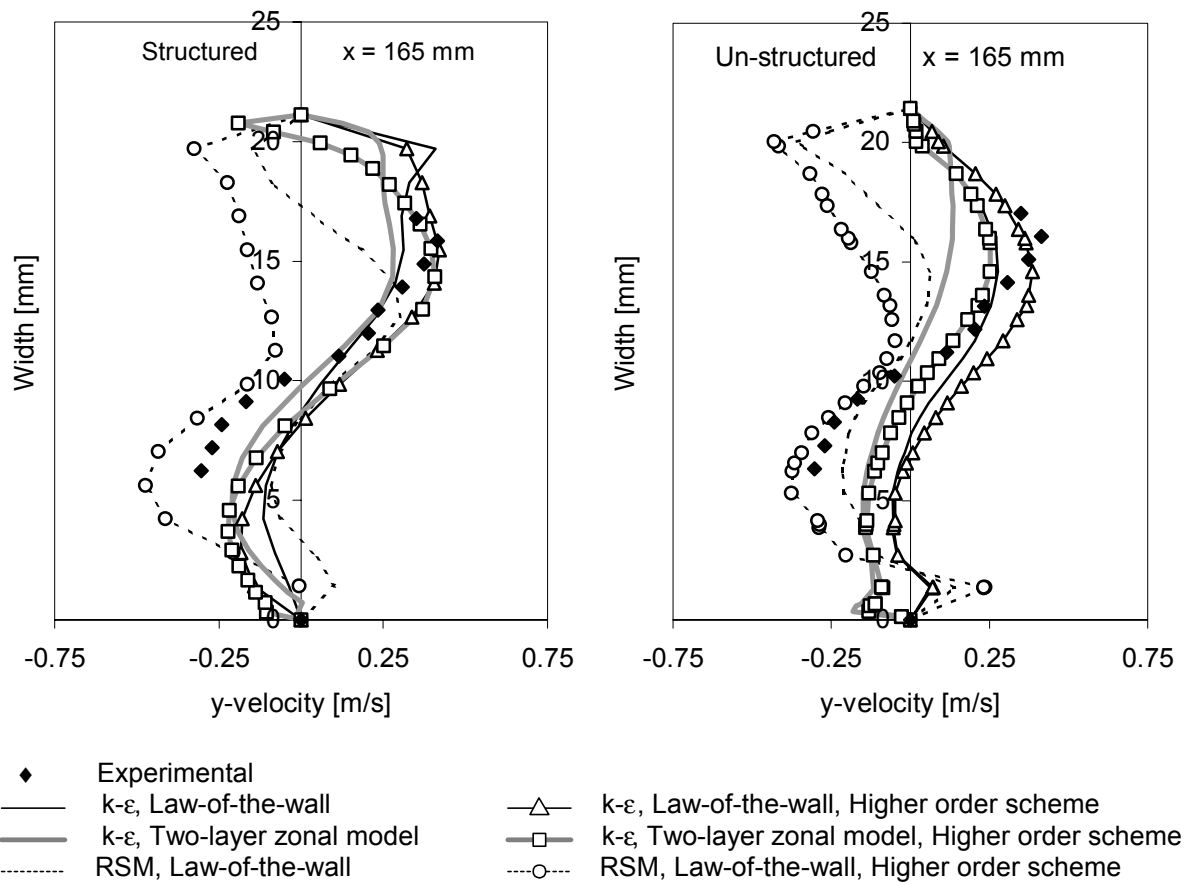 25
Structured x = 165 mm
20
15
10
5
0
Width [mm]
-0.75 -0.25 0.25 0.75
y-velocity [m/s]
25
Un-structured x = 165 mm
20
15
10
5
0
Width [mm]
-0.75 -0.25 0.25 0.75
y-velocity [m/s]
Experimental
k-ε, Law-of-the-wall
k-ε, Two-layer zonal model
RSM, Law-of-the-wall
k-ε, Law-of-the-wall, Higher order scheme
k-ε, Two-layer zonal model, Higher order scheme
RSM, Law-of-the-wall, Higher order scheme